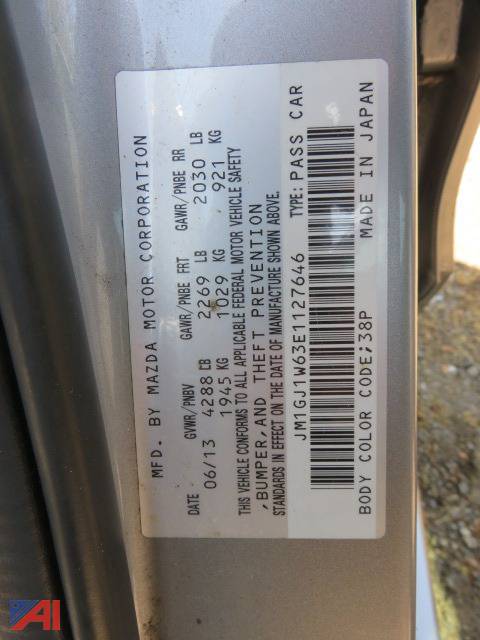 MFD. BY MAZDA MOTOR CORPORATION
DATE GVWR/PNBV GAWR/PNBE FRT GAWR/PNBE RR
06/13 4288LB 2269 LB 2030 LB
1945 KG 1029 KG 921 KG
THIS VEHICLE CONFORMS TO ALL APPLICABLE FEDERAL MOTOR VEHICLE SAFETY
,BUMPER,AND THEFT PREVENTION
STANDARDS IN EFFECT ON THE DATE OF MANUFACTURE SHOWN ABOVE.
JM1GJ1W63E1127646 TYPE: PASS CAR
BODY COLOR CODE;38P MADE IN JAPAN
AI